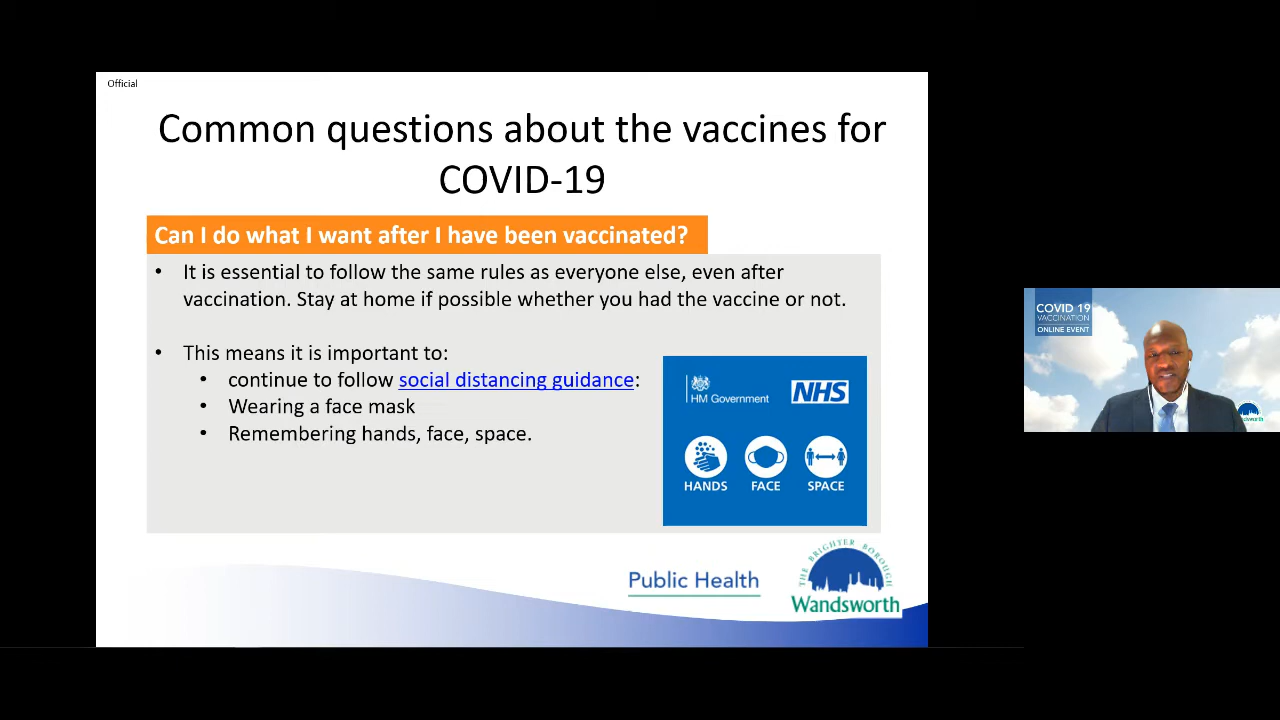 Official
Common questions about the vaccines for
COVID-19
Can I do what I want after I have been vaccinated?
• It is essential to follow the same rules as everyone else, even after
vaccination. Stay at home if possible whether you had the vaccine or not.
• This means it is important to:
• continue to follow social distancing guidance:
• Wearing a face mask
• Remembering hands, face, space.
HM Government
NHS
HANDS FACE SPACE
Public Health
THE BRIGHTER BOROUGH
Wandsworth
COVID 19
VACCINATION
ONLINE EVENT
Wandsworth